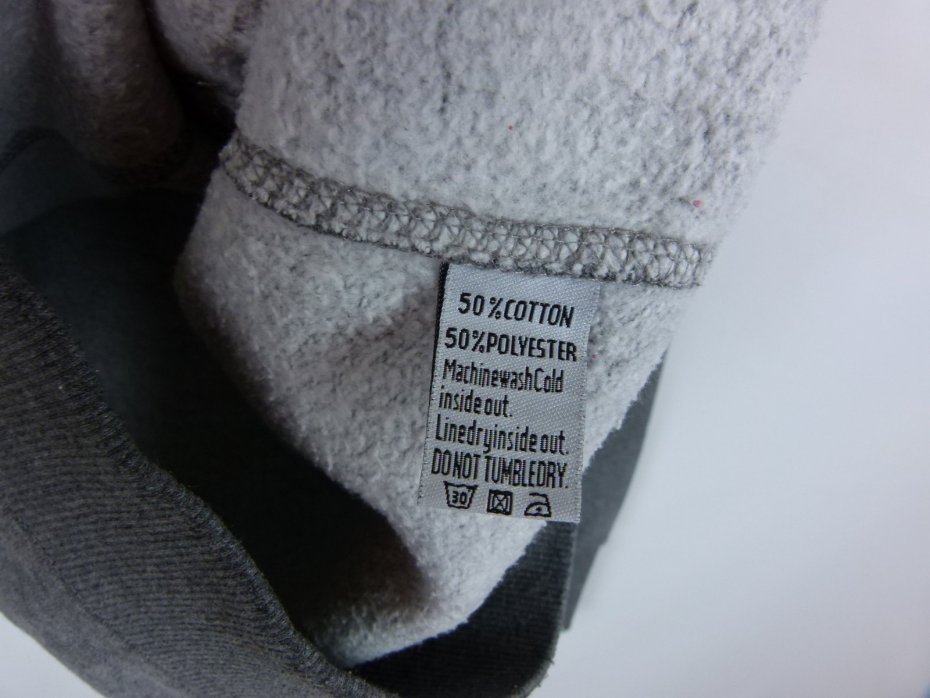 50%COTTON
50%POLYESTER
MachinewashCold
inside out.
Linedryinside out.
DO NOT TUMBLEDRY.
30